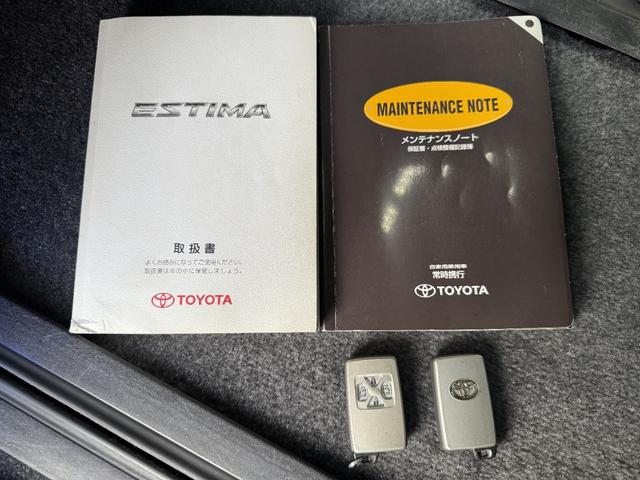 ESTIMA
取扱書
よくお読みになってご使用ください。
取扱書は車の中に保管しましょう。
TOYOTA
MAINTENANCE NOTE
メンテナンスノート
保証書・点検整備記録簿
自家用乗用車
常時携行
TOYOTA